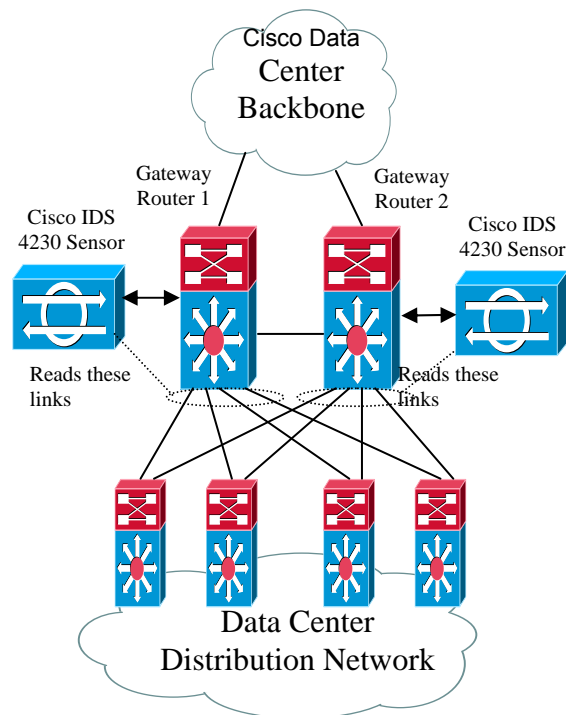 Cisco Data
Center
Backbone
Gateway
Router 1
Gateway
Router 2
Cisco IDS
4230 Sensor
Cisco IDS
4230 Sensor
Reads these
links
Reads these
links
Data Center
Distribution Network